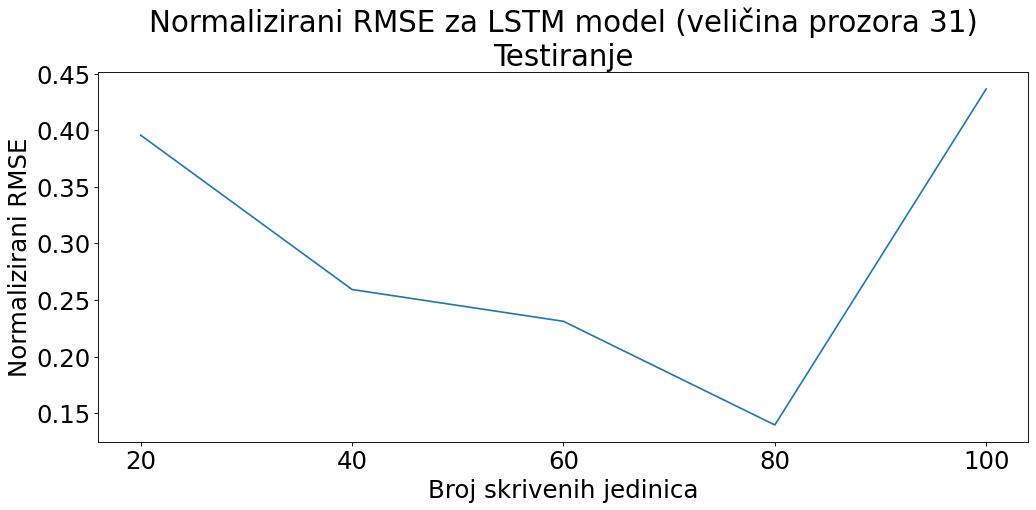 Normalizirani RMSE za LSTM model (veličina prozora 31)
Testiranje
Normalizirani RMSE
0.45
0.40
0.35
0.30
0.25
0.20
0.15
20 40 60 80 100
Broj skrivenih jedinica